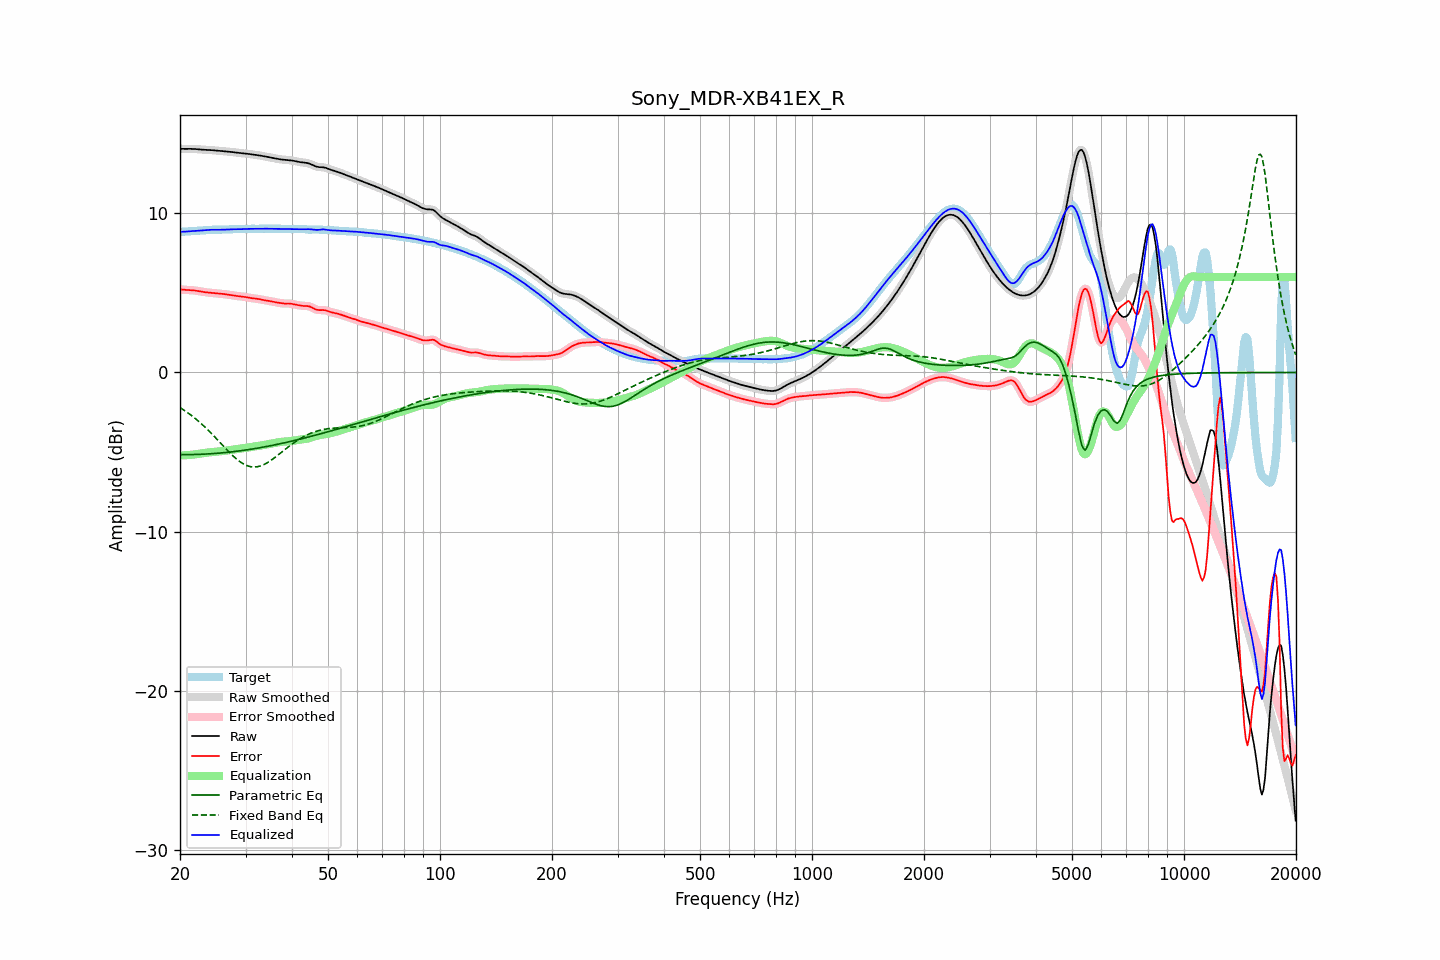 Sony_MDR-XB41EX_R
Amplitude (dBr)
10
0
−10
−20
−30
Target
Raw Smoothed
Error Smoothed
Raw
Error
Equalization
Parametric Eq
Fixed Band Eq
Equalized
20 50 100 200 500 1000 2000 5000 10000 20000
Frequency (Hz)